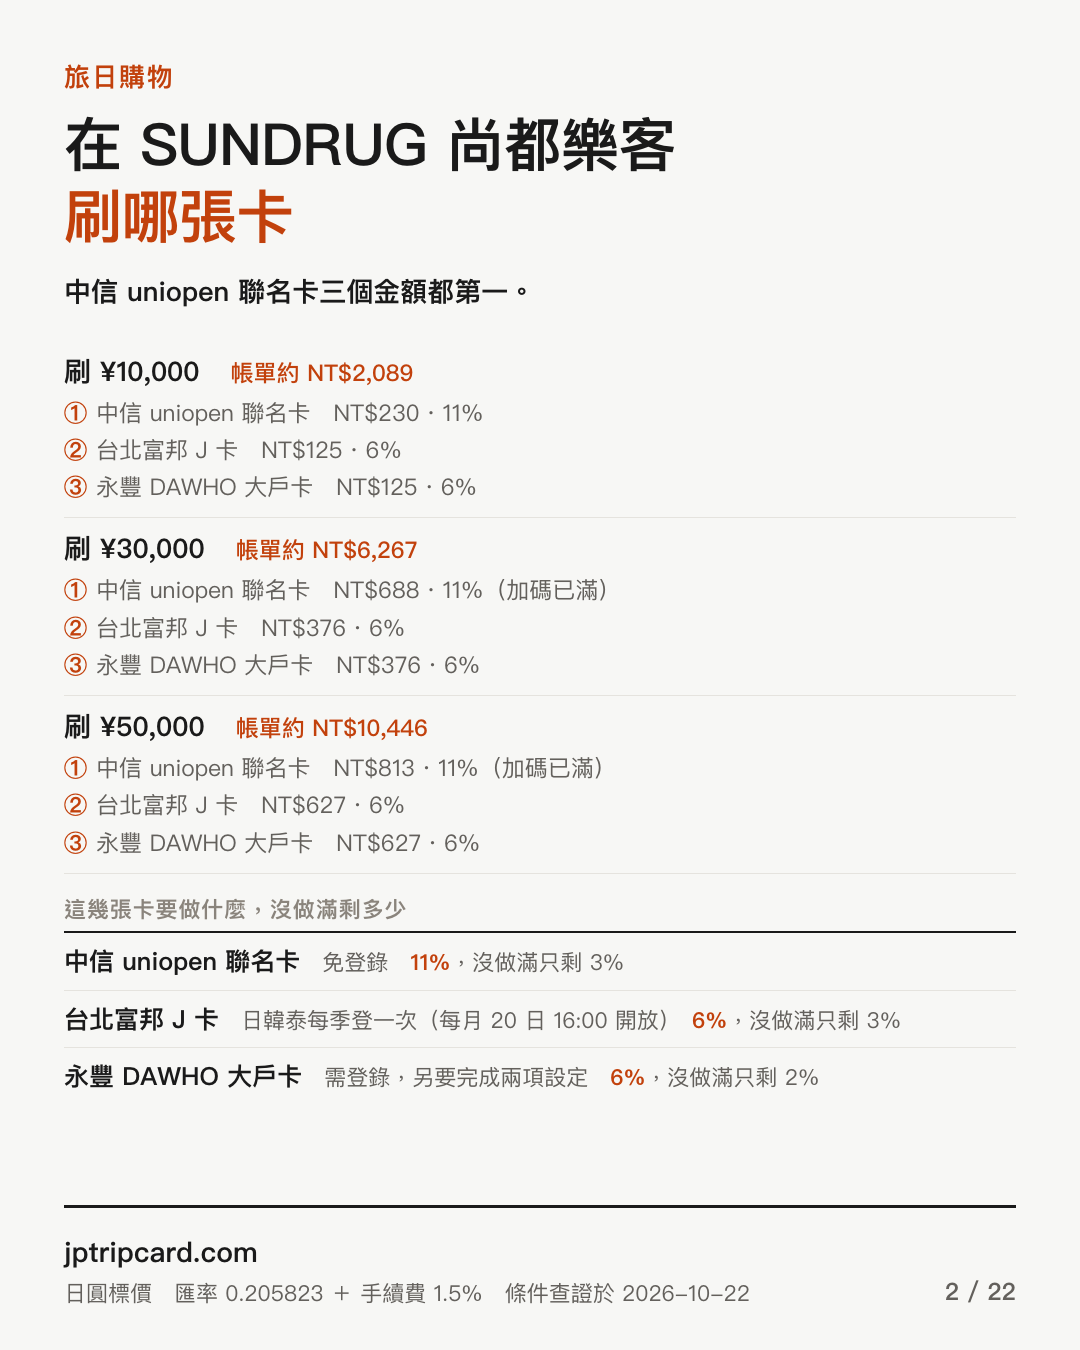 旅日購物
在 SUNDRUG 尚都樂客
刷哪張卡
中信 uniopen 聯名卡三個金額都第一。
刷 ¥10,000 帳單約 NT$2,089
① 中信 uniopen 聯名卡 NT$230 · 11%
② 台北富邦 J 卡 NT$125 · 6%
③ 永豐 DAWHO 大戶卡 NT$125 · 6%
刷 ¥30,000 帳單約 NT$6,267
① 中信 uniopen 聯名卡 NT$688 · 11%（加碼已滿）
② 台北富邦 J 卡 NT$376 · 6%
③ 永豐 DAWHO 大戶卡 NT$376 · 6%
刷 ¥50,000 帳單約 NT$10,446
① 中信 uniopen 聯名卡 NT$813 · 11%（加碼已滿）
② 台北富邦 J 卡 NT$627 · 6%
③ 永豐 DAWHO 大戶卡 NT$627 · 6%
這幾張卡要做什麼，沒做滿剩多少
中信 uniopen 聯名卡 免登錄 11%，沒做滿只剩 3%
台北富邦 J 卡 日韓泰每季登一次（每月 20 日 16:00 開放） 6%，沒做滿只剩 3%
永豐 DAWHO 大戶卡 需登錄，另要完成兩項設定 6%，沒做滿只剩 2%
jptripcard.com
日圓標價 匯率 0.205823 ＋ 手續費 1.5% 條件查證於 2026–10–22
2 / 22